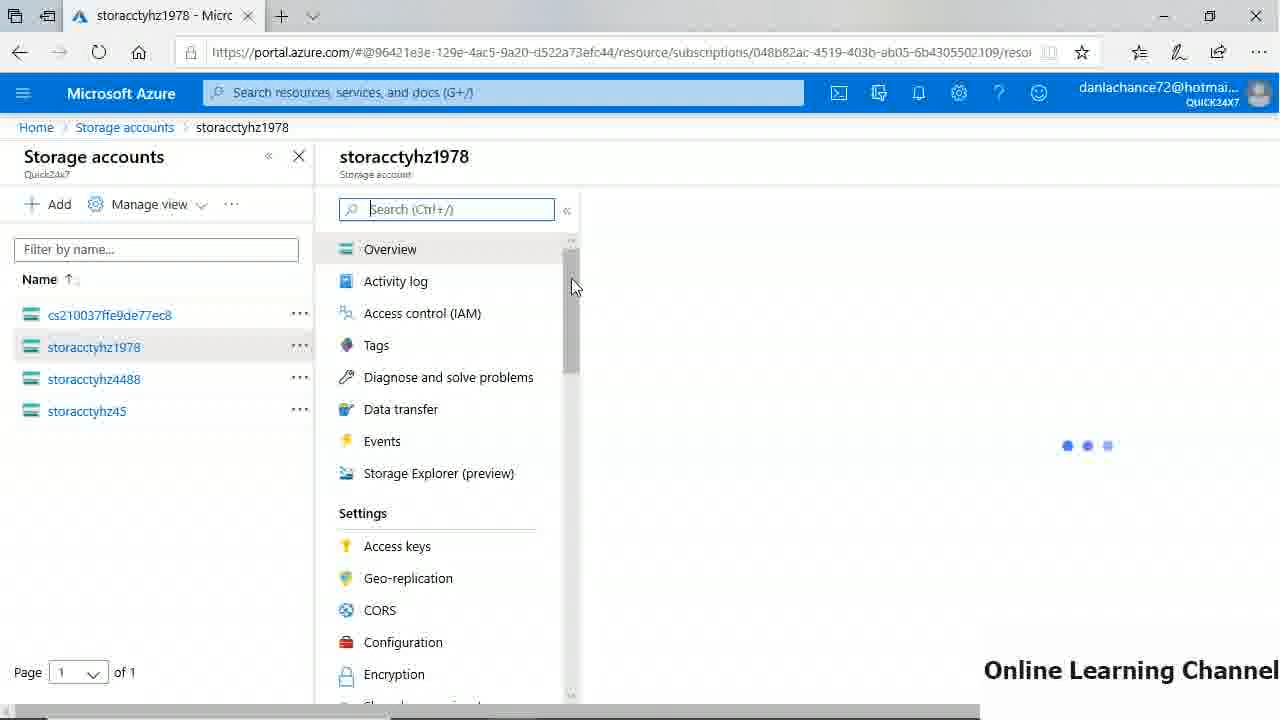 storacctyhz1978 - Micrc
https://portal.azure.com/#@96421e3e-129e-4ac5-9a20-d522a73efc44/resource/subscriptions/048b82ac-4519-403b-ab05-6b4305502109/resou
Microsoft Azure
Search resources, services, and docs (G+/)
danlachance72@hotmai...
QUICK24X7
Home > Storage accounts > storacctyhz1978
Storage accounts
Quick24x7
Add
Manage view
...
Filter by name...
Name ↑
cs210037ffe9de77ec8
storacctyhz1978
storacctyhz4488
storacctyhz45
Page 1 of 1
storacctyhz1978
Storage account
Search (Ctrl+/)
Overview
Activity log
Access control (IAM)
Tags
Diagnose and solve problems
Data transfer
Events
Storage Explorer (preview)
Settings
Access keys
Geo-replication
CORS
Configuration
Encryption
Online Learning Channel